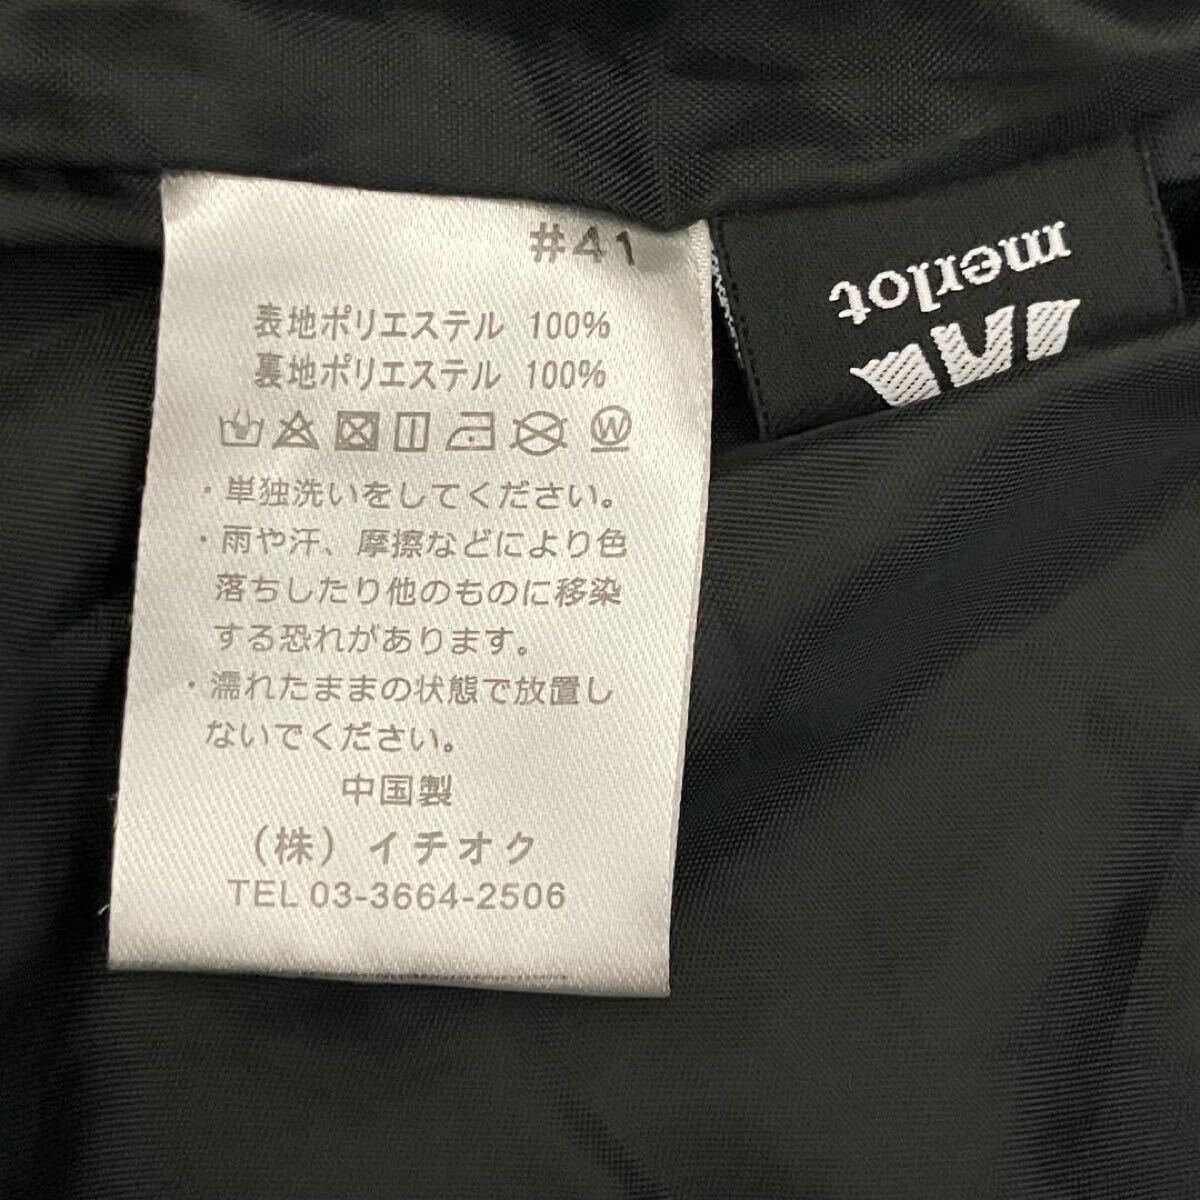 #41
表地ポリエステル 100%
裏地ポリエステル 100%
W
・単独洗いをしてください。
・雨や汗、摩擦などにより色
落ちしたり他のものに移染
する恐れがあります。
・濡れたままの状態で放置し
ないでください。
中国製
(株)イチオク
TEL 03-3664-2506
merlot